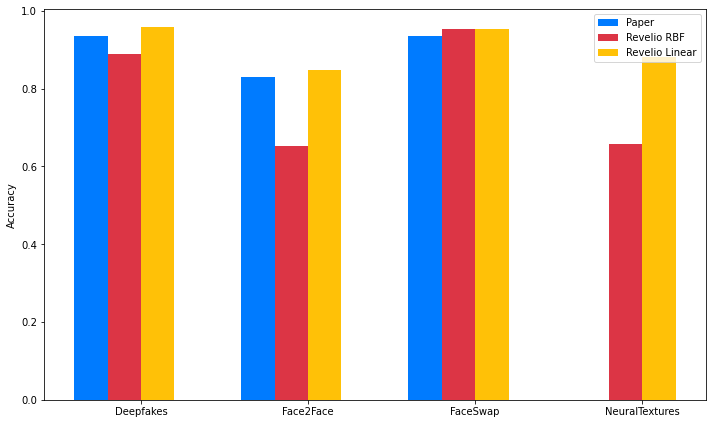 1.0
0.8
0.6
0.4
0.2
0.0
Accuracy
Paper
Revelio RBF
Revelio Linear
Deepfakes
Face2Face
FaceSwap
NeuralTextures